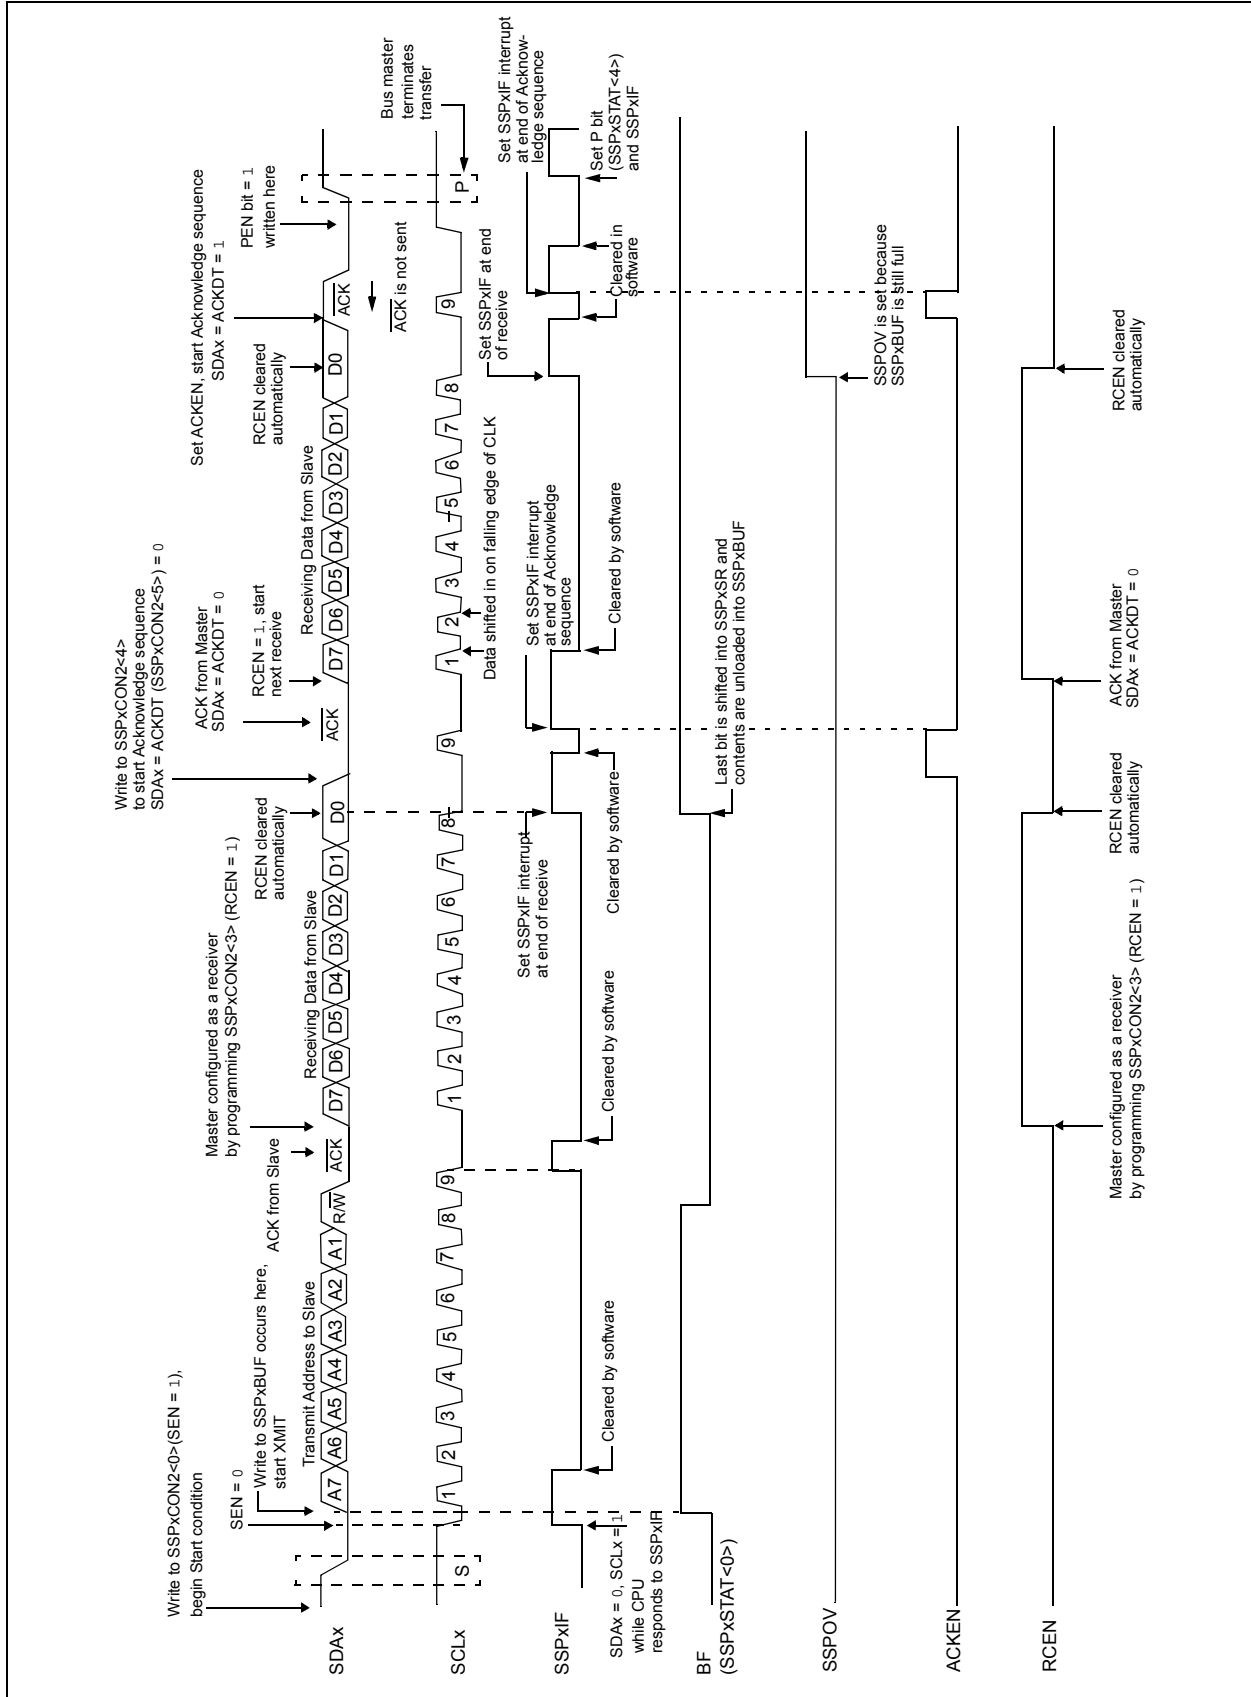 Write to SSPxCON2<0>(SEN = 1),
begin Start condition
SEN = 0
Write to SSPxBUF occurs here,
start XMIT
ACK from Slave
Master configured as a receiver
by programming SSPxCON2<3> (RCEN = 1)
RCEN cleared
automatically
Write to SSPxCON2<4>
to start Acknowledge sequence
SDAx = ACKDT (SSPxCON2<5>) = 0
ACK from Master
SDAx = ACKDT = 0
RCEN = 1, start
next receive
RCEN cleared
automatically
Set ACKEN, start Acknowledge sequence
SDAx = ACKDT = 1
PEN bit = 1
written here
Transmit Address to Slave
Receiving Data from Slave
Receiving Data from Slave
SDAx
A7 A6 A5 A4 A3 A2 A1 R/W ACK D7 D6 D5 D4 D3 D2 D1 D0 ACK D7 D6 D5 D4 D3 D2 D1 D0 ACK
ACK is not sent
Bus master
terminates
transfer
SCLx
S 1 2 3 4 5 6 7 8 9 1 2 3 4 5 6 7 8 9 1 2 3 4 5 6 7 8 9 P
Data shifted in on falling edge of CLK
Set SSPxIF interrupt
at end of receive
Set SSPxIF interrupt
at end of Acknowledge
sequence
Set SSPxIF at end
of receive
Set SSPxIF interrupt
at end of Acknow-
ledge sequence
SSPxIF
SDAx = 0, SCLx = 1
while CPU
responds to SSPxIF
Cleared by software
Cleared by software
Cleared by software
Cleared by software
Cleared in
software
Set P bit
(SSPxSTAT<4>)
and SSPxIF
BF
(SSPxSTAT<0>)
Last bit is shifted into SSPxSR and
contents are unloaded into SSPxBUF
SSPOV
SSPOV is set because
SSPxBUF is still full
ACKEN
RCEN
Master configured as a receiver
by programming SSPxCON2<3> (RCEN = 1)
RCEN cleared
automatically
ACK from Master
SDAx = ACKDT = 0
RCEN cleared
automatically